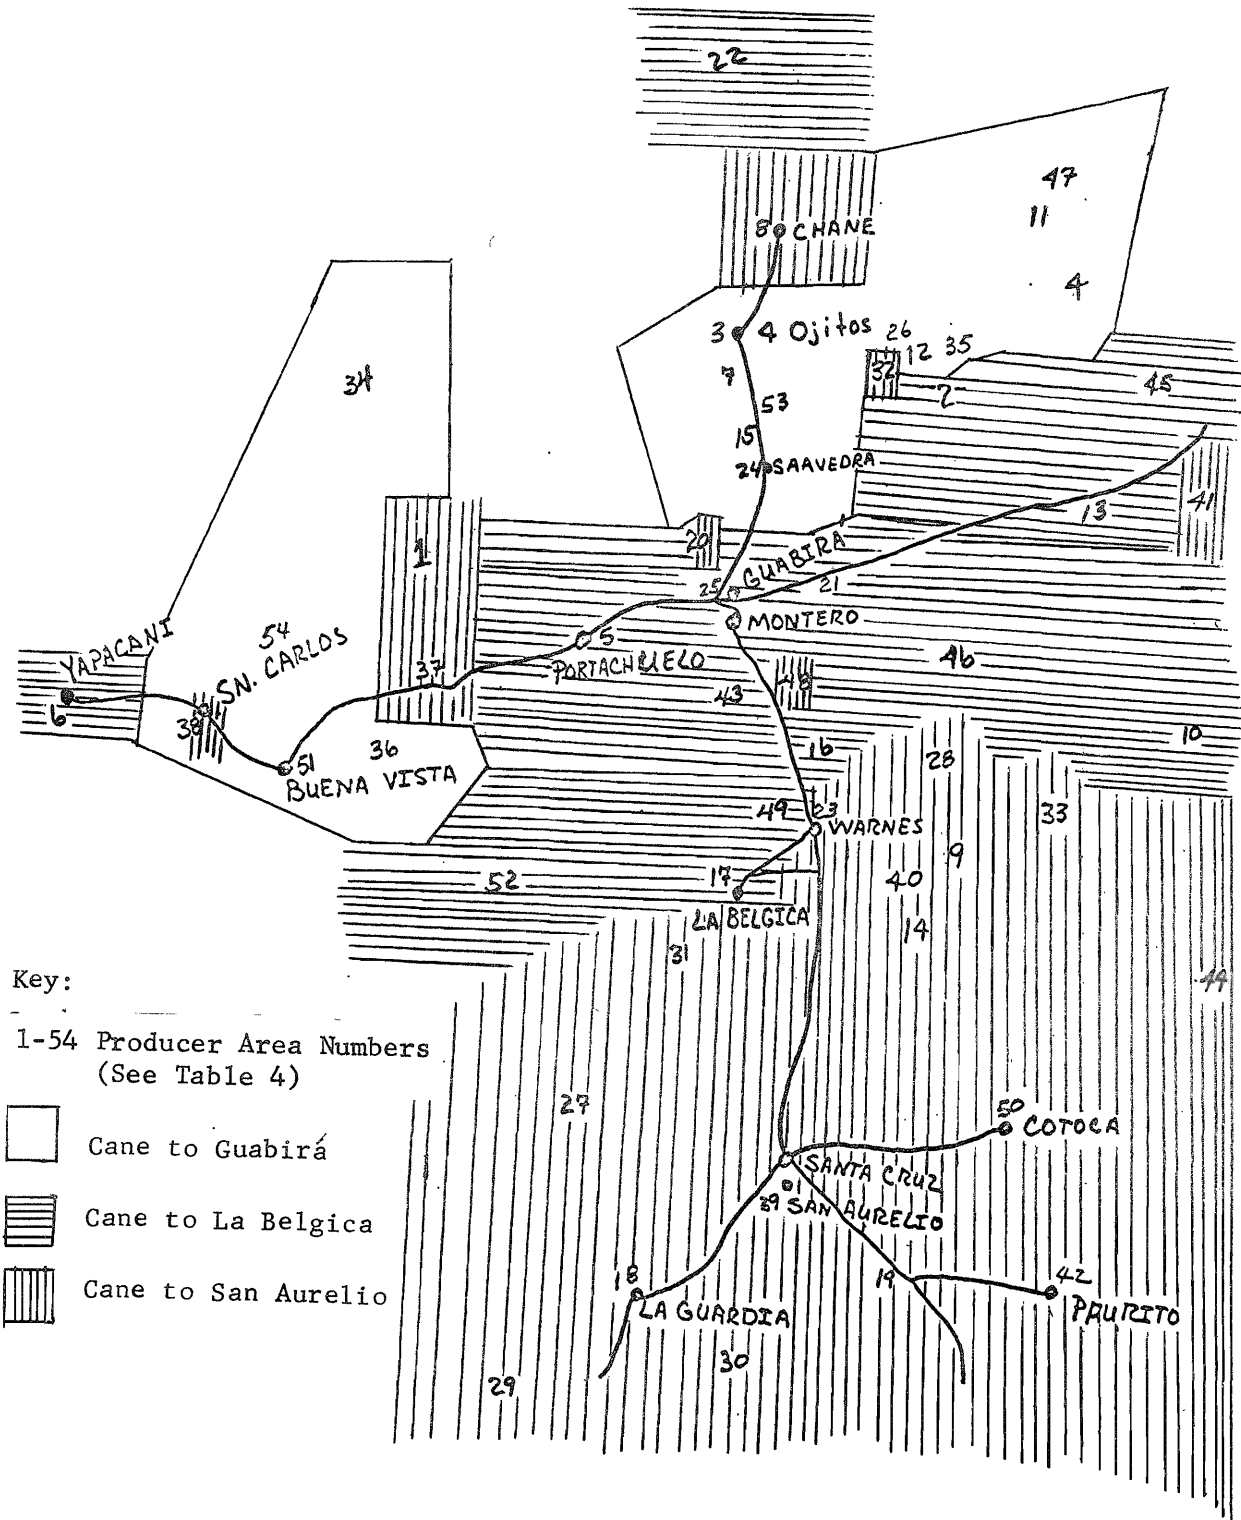 22
47
11
8 CHANE
4
3 4 Ojitos
26
12 35
7
32
34
2
45
53
15
24 SAAVEDRA
41
13
1
20
GUABIRÁ
25
21
MONTERO
YAPACANI
54
SN. CARLOS
5
PORTACHUELO
46
37
48
43
6
38
10
36
16
28
51
BUENA VISTA
49 23
WARNES
33
9
52
17
40
LA BELGICA
14
31
44
Key:
1-54 Producer Area Numbers
(See Table 4)
27
50
COTOCA
Cane to Guabirá
SANTA CRUZ
39 SAN AURELIO
Cane to La Belgica
18
19
42
Cane to San Aurelio
LA GUARDIA
PAURITO
30
29